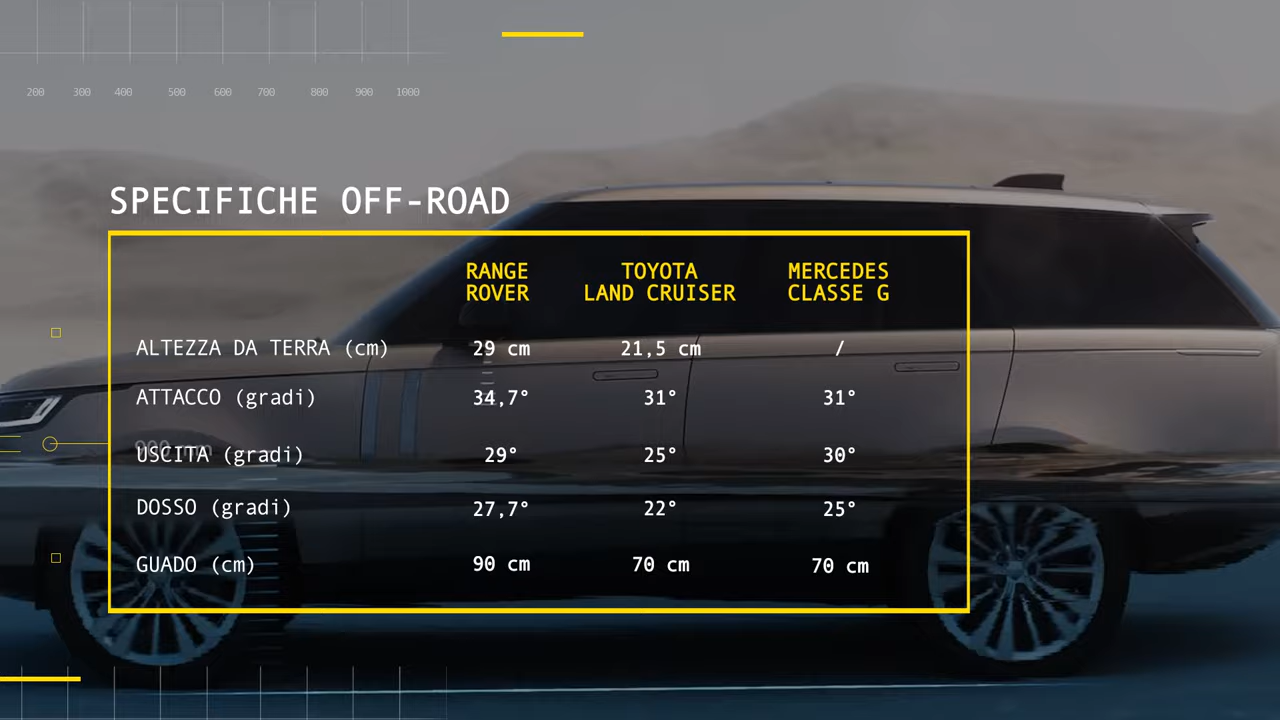 200 300 400 500 600 700 800 900 1000
SPECIFICHE OFF-ROAD
RANGE ROVER
TOYOTA LAND CRUISER
MERCEDES CLASSE G
ALTEZZA DA TERRA (cm) 29 cm 21,5 cm /
ATTACCO (gradi) 34,7° 31° 31°
900 mm
USCITA (gradi) 29° 25° 30°
DOSSO (gradi) 27,7° 22° 25°
GUADO (cm) 90 cm 70 cm 70 cm